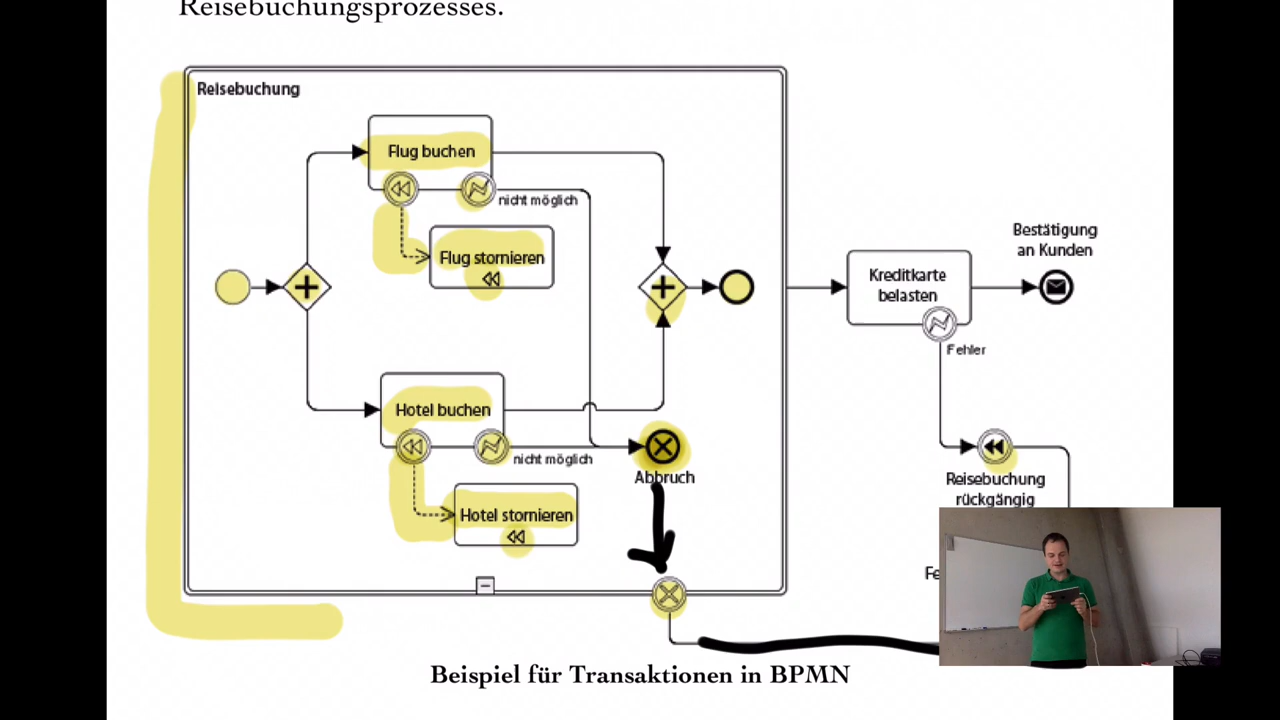 Reisebuchungsprozesses.
Reisebuchung
Flug buchen
nicht möglich
Flug stornieren
Hotel buchen
nicht möglich
Abbruch
Hotel stornieren
Kreditkarte
belasten
Fehler
Bestätigung
an Kunden
Reisebuchung
rückgängig
Fe
Beispiel für Transaktionen in BPMN